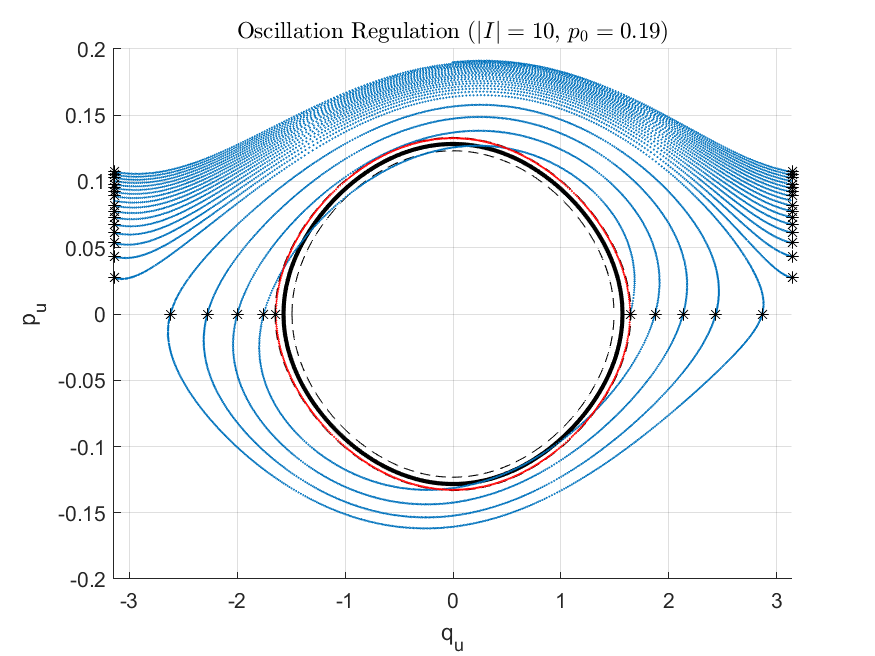 Oscillation Regulation (|I| = 10, p₀ = 0.19)
0.2
0.15
0.1
0.05
0
-0.05
-0.1
-0.15
-0.2
p_u
-3 -2 -1 0 1 2 3
q_u